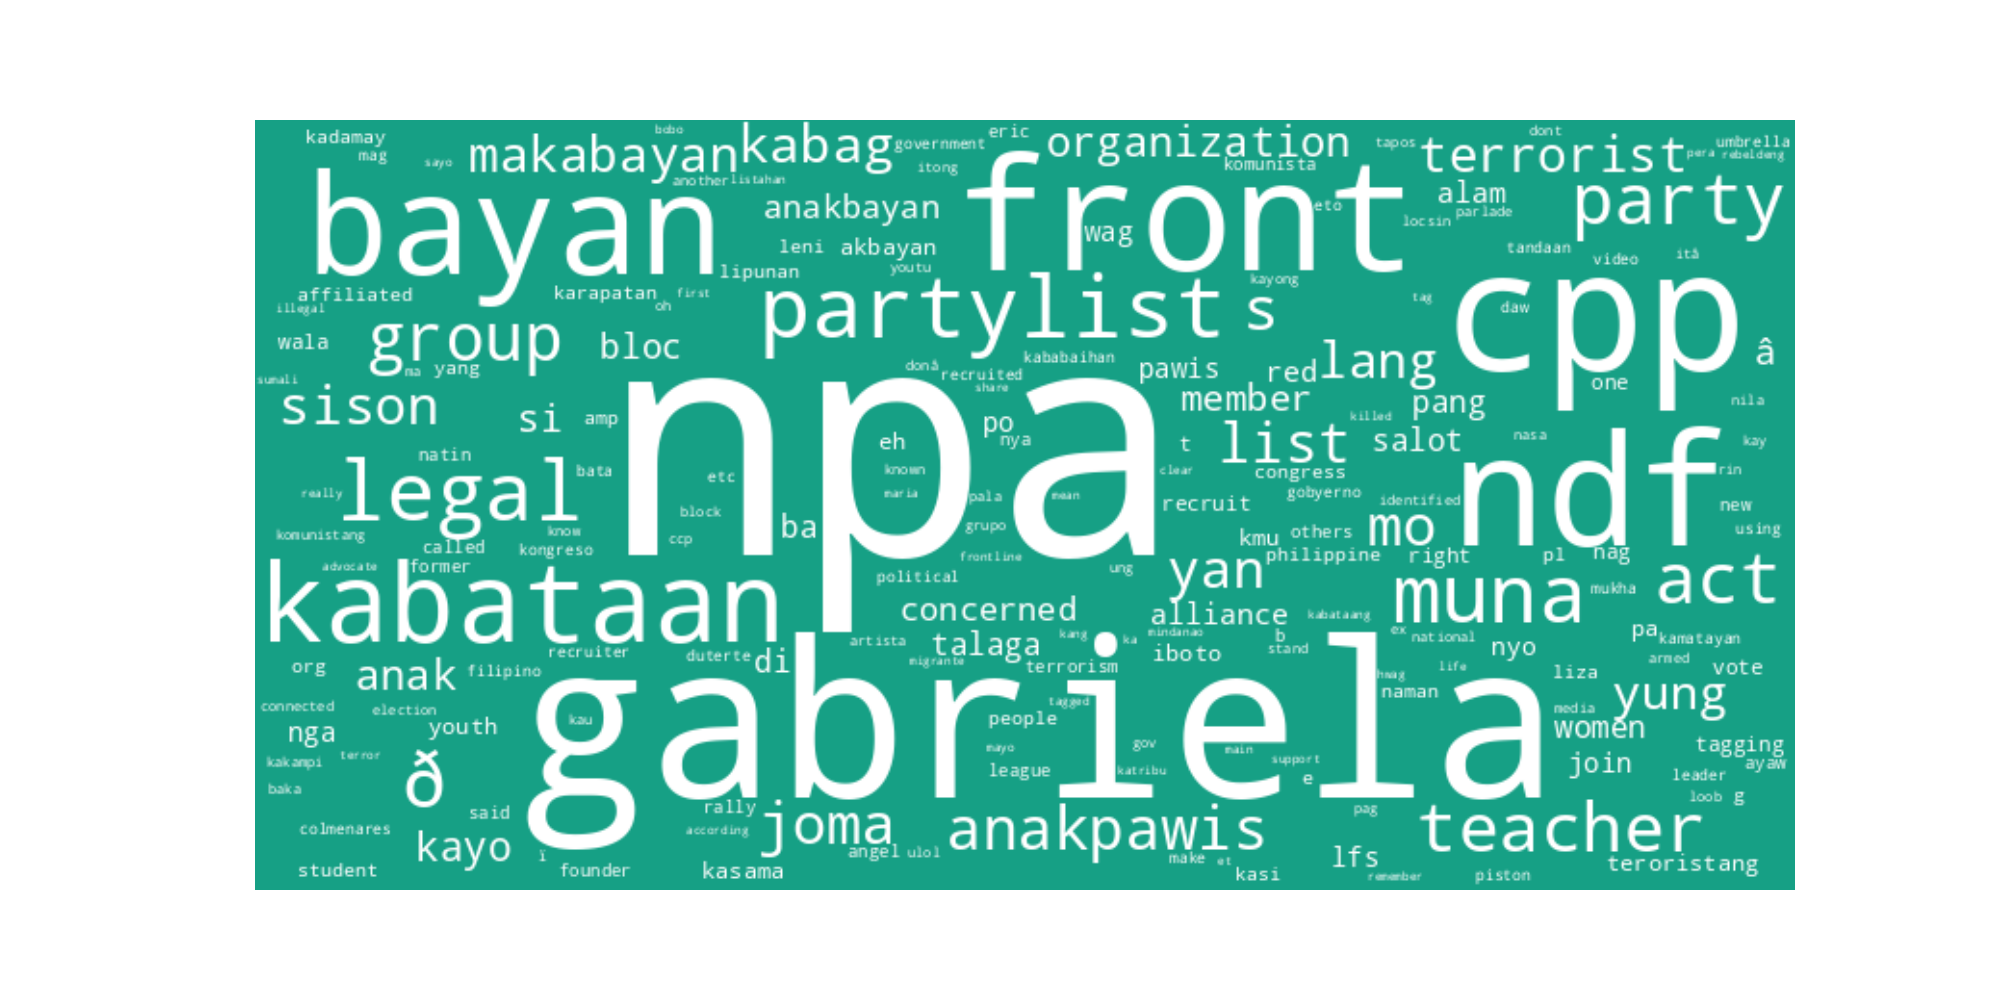 kadamay
mag
sayo
bobo
makabayan
kabag
government
eric
organization
itong
komunista
tapos
terrorist
dont
umbrella
pera
rebeldeng
another
listahan
bayan
front
anakbayan
wag
eto
alam
parlade
locsin
party
leni
akbayan
youtu
lipunan
tandaan
video
itâ
affiliated
illegal
karapatan
first
oh
partylist
s
kayong
tag
cpp
daw
â
wala
group
bloc
ma
yang
donâ
recruited
share
kababaihan
pawis
red
lang
one
sumali
sison
si
amp
npa
po
nya
eh
member
killed
pang
nila
t
list
salot
nasa
kay
natin
legal
bata
etc
known
maria
pala
mean
clear
congress
recruit
gobyerno
identified
ndf
rin
really
new
using
komunistang
know
block
ccp
ba
grupo
kmu
others
mo
called
kongreso
frontline
ung
philippine
right
pl
nag
advocate
former
kabataan
political
yan
muna
mukha
act
concerned
alliance
kabataang
artista
talaga
kang
ka
mindanao
b
stand
ex
national
nyo
pa
kamatayan
org
anak
filipino
recruiter
duterte
di
migrante
terrorism
iboto
hwag
naman
life
liza
armed
vote
connected
election
gabriela
kau
tagged
people
yung
media
women
nga
youth
mayo
gov
main
support
tagging
ayaw
kakampi
terror
ð
league
katribu
e
join
leader
baka
loob
g
said
rally
according
joma
anakpawis
pag
teacher
colmenares
kayo
ï
angel
ulol
make
et
lfs
teroristang
student
founder
kasama
kasi
remember
piston